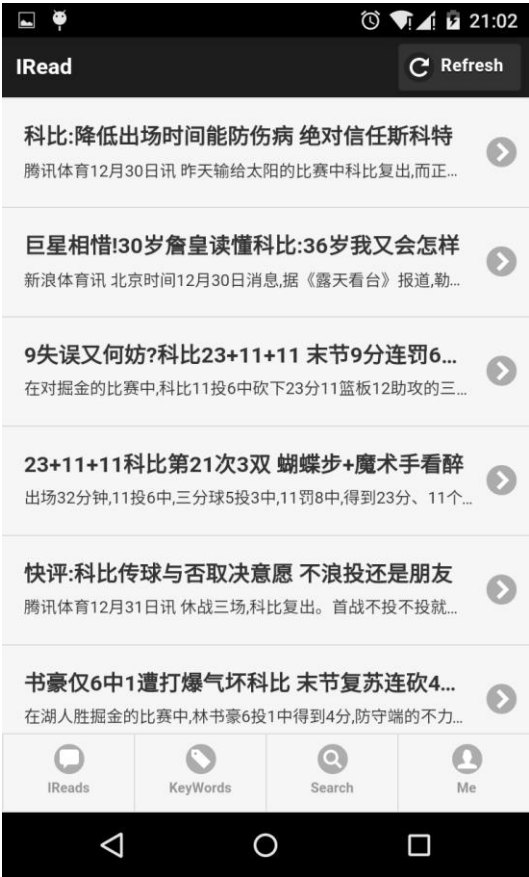 21:02
IRead
Refresh
科比:降低出场时间能防伤病 绝对信任斯科特
腾讯体育12月30日讯 昨天输给太阳的比赛中科比复出,而正...
巨星相惜!30岁詹皇读懂科比:36岁我又会怎样
新浪体育讯 北京时间12月30日消息,据《露天看台》报道,勒...
9失误又何妨?科比23+11+11 末节9分连罚6...
在对掘金的比赛中,科比11投6中砍下23分11篮板12助攻的三...
23+11+11科比第21次3双 蝴蝶步+魔术手看醉
出场32分钟,11投6中,三分球5投3中,11罚8中,得到23分、11个...
快评:科比传球与否取决意愿 不浪投还是朋友
腾讯体育12月31日讯 休战三场,科比复出。首战不投不投就...
书豪仅6中1遭打爆气坏科比 末节复苏连砍4...
在湖人胜掘金的比赛中,林书豪6投1中得到4分,防守端的不力...
IReads
KeyWords
Search
Me